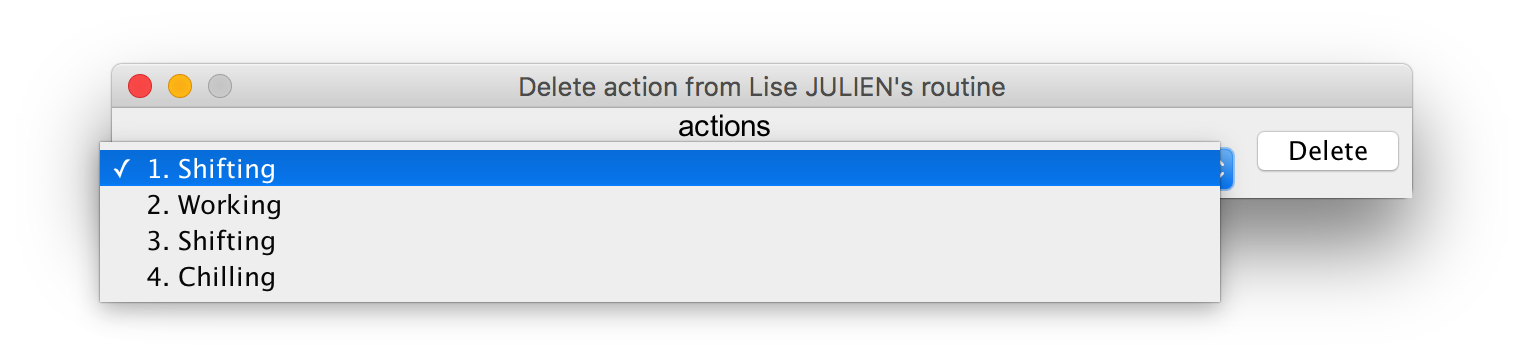 Delete action from Lise JULIEN's routine
actions
Delete
✓ 1. Shifting
2. Working
3. Shifting
4. Chilling